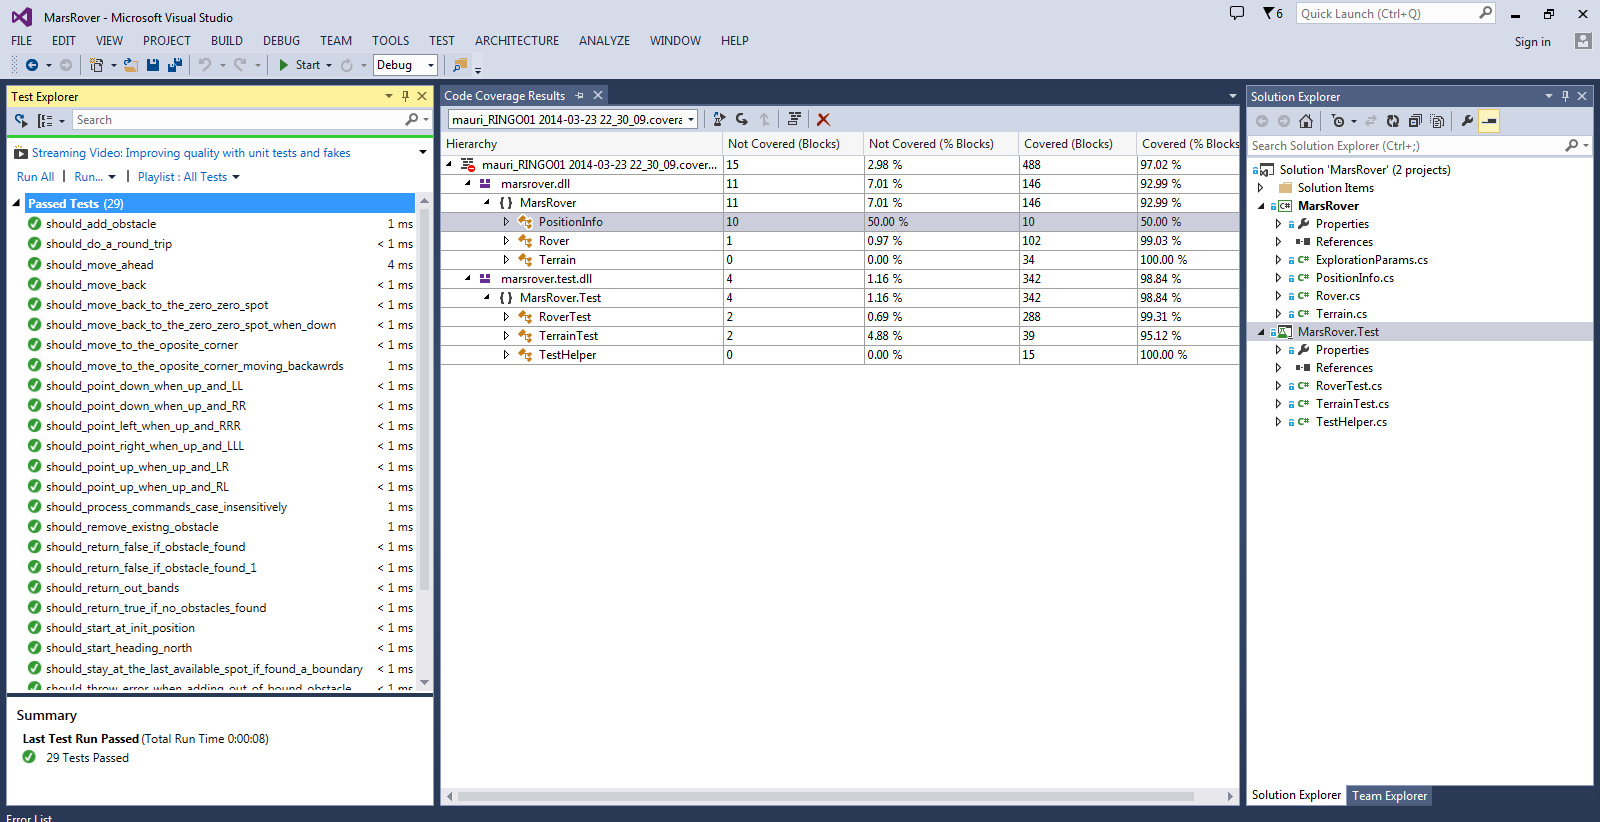 MarsRover - Microsoft Visual Studio
6
Quick Launch (Ctrl+Q)
FILE EDIT VIEW PROJECT BUILD DEBUG TEAM TOOLS TEST ARCHITECTURE ANALYZE WINDOW HELP
Sign in
Start Debug
Test Explorer
Search
Streaming Video: Improving quality with unit tests and fakes
Run All | Run... | Playlist : All Tests
Passed Tests (29)
should_add_obstacle 1 ms
should_do_a_round_trip < 1 ms
should_move_ahead 4 ms
should_move_back < 1 ms
should_move_back_to_the_zero_zero_spot < 1 ms
should_move_back_to_the_zero_zero_spot_when_down < 1 ms
should_move_to_the_oposite_corner < 1 ms
should_move_to_the_oposite_corner_moving_backawrds 1 ms
should_point_down_when_up_and_LL < 1 ms
should_point_down_when_up_and_RR < 1 ms
should_point_left_when_up_and_RRR < 1 ms
should_point_right_when_up_and_LLL < 1 ms
should_point_up_when_up_and_LR < 1 ms
should_point_up_when_up_and_RL < 1 ms
should_process_commands_case_insensitively 1 ms
should_remove_existng_obstacle 1 ms
should_return_false_if_obstacle_found < 1 ms
should_return_false_if_obstacle_found_1 < 1 ms
should_return_out_bands < 1 ms
should_return_true_if_no_obstacles_found < 1 ms
should_start_at_init_position < 1 ms
should_start_heading_north < 1 ms
should_stay_at_the_last_available_spot_if_found_a_boundary < 1 ms
should_throw_error_when_adding_out_of_bound_obstacle < 1 ms
Summary
Last Test Run Passed (Total Run Time 0:00:08)
29 Tests Passed
Error List
Code Coverage Results
mauri_RINGO01 2014-03-23 22_30_09.covera
Hierarchy Not Covered (Blocks) Not Covered (% Blocks) Covered (Blocks) Covered (% Blocks
mauri_RINGO01 2014-03-23 22_30_09.cover... 15 2.98 % 488 97.02 %
marsrover.dll 11 7.01 % 146 92.99 %
{ } MarsRover 11 7.01 % 146 92.99 %
PositionInfo 10 50.00 % 10 50.00 %
Rover 1 0.97 % 102 99.03 %
Terrain 0 0.00 % 34 100.00 %
marsrover.test.dll 4 1.16 % 342 98.84 %
{ } MarsRover.Test 4 1.16 % 342 98.84 %
RoverTest 2 0.69 % 288 99.31 %
TerrainTest 2 4.88 % 39 95.12 %
TestHelper 0 0.00 % 15 100.00 %
Solution Explorer
Search Solution Explorer (Ctrl+;)
Solution 'MarsRover' (2 projects)
Solution Items
C# MarsRover
Properties
References
C# ExplorationParams.cs
C# PositionInfo.cs
C# Rover.cs
C# Terrain.cs
MarsRover.Test
Properties
References
C# RoverTest.cs
C# TerrainTest.cs
C# TestHelper.cs
Solution Explorer Team Explorer